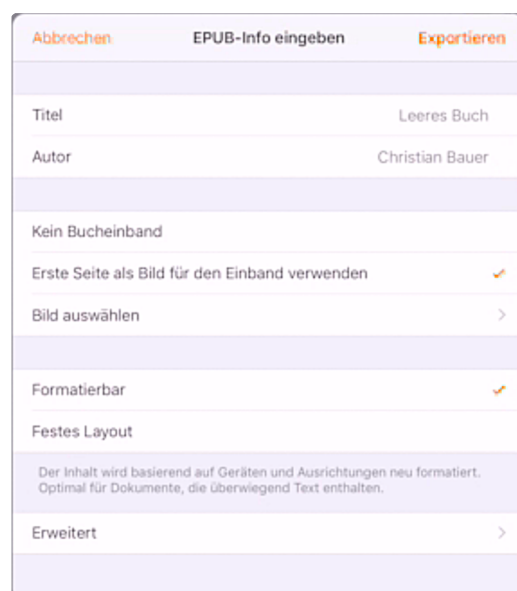 Abbrechen EPUB-Info eingeben Exportieren
Titel Leeres Buch
Autor Christian Bauer
Kein Bucheinband
Erste Seite als Bild für den Einband verwenden
Bild auswählen
Formatierbar
Festes Layout
Der Inhalt wird basierend auf Geräten und Ausrichtungen neu formatiert.
Optimal für Dokumente, die überwiegend Text enthalten.
Erweitert